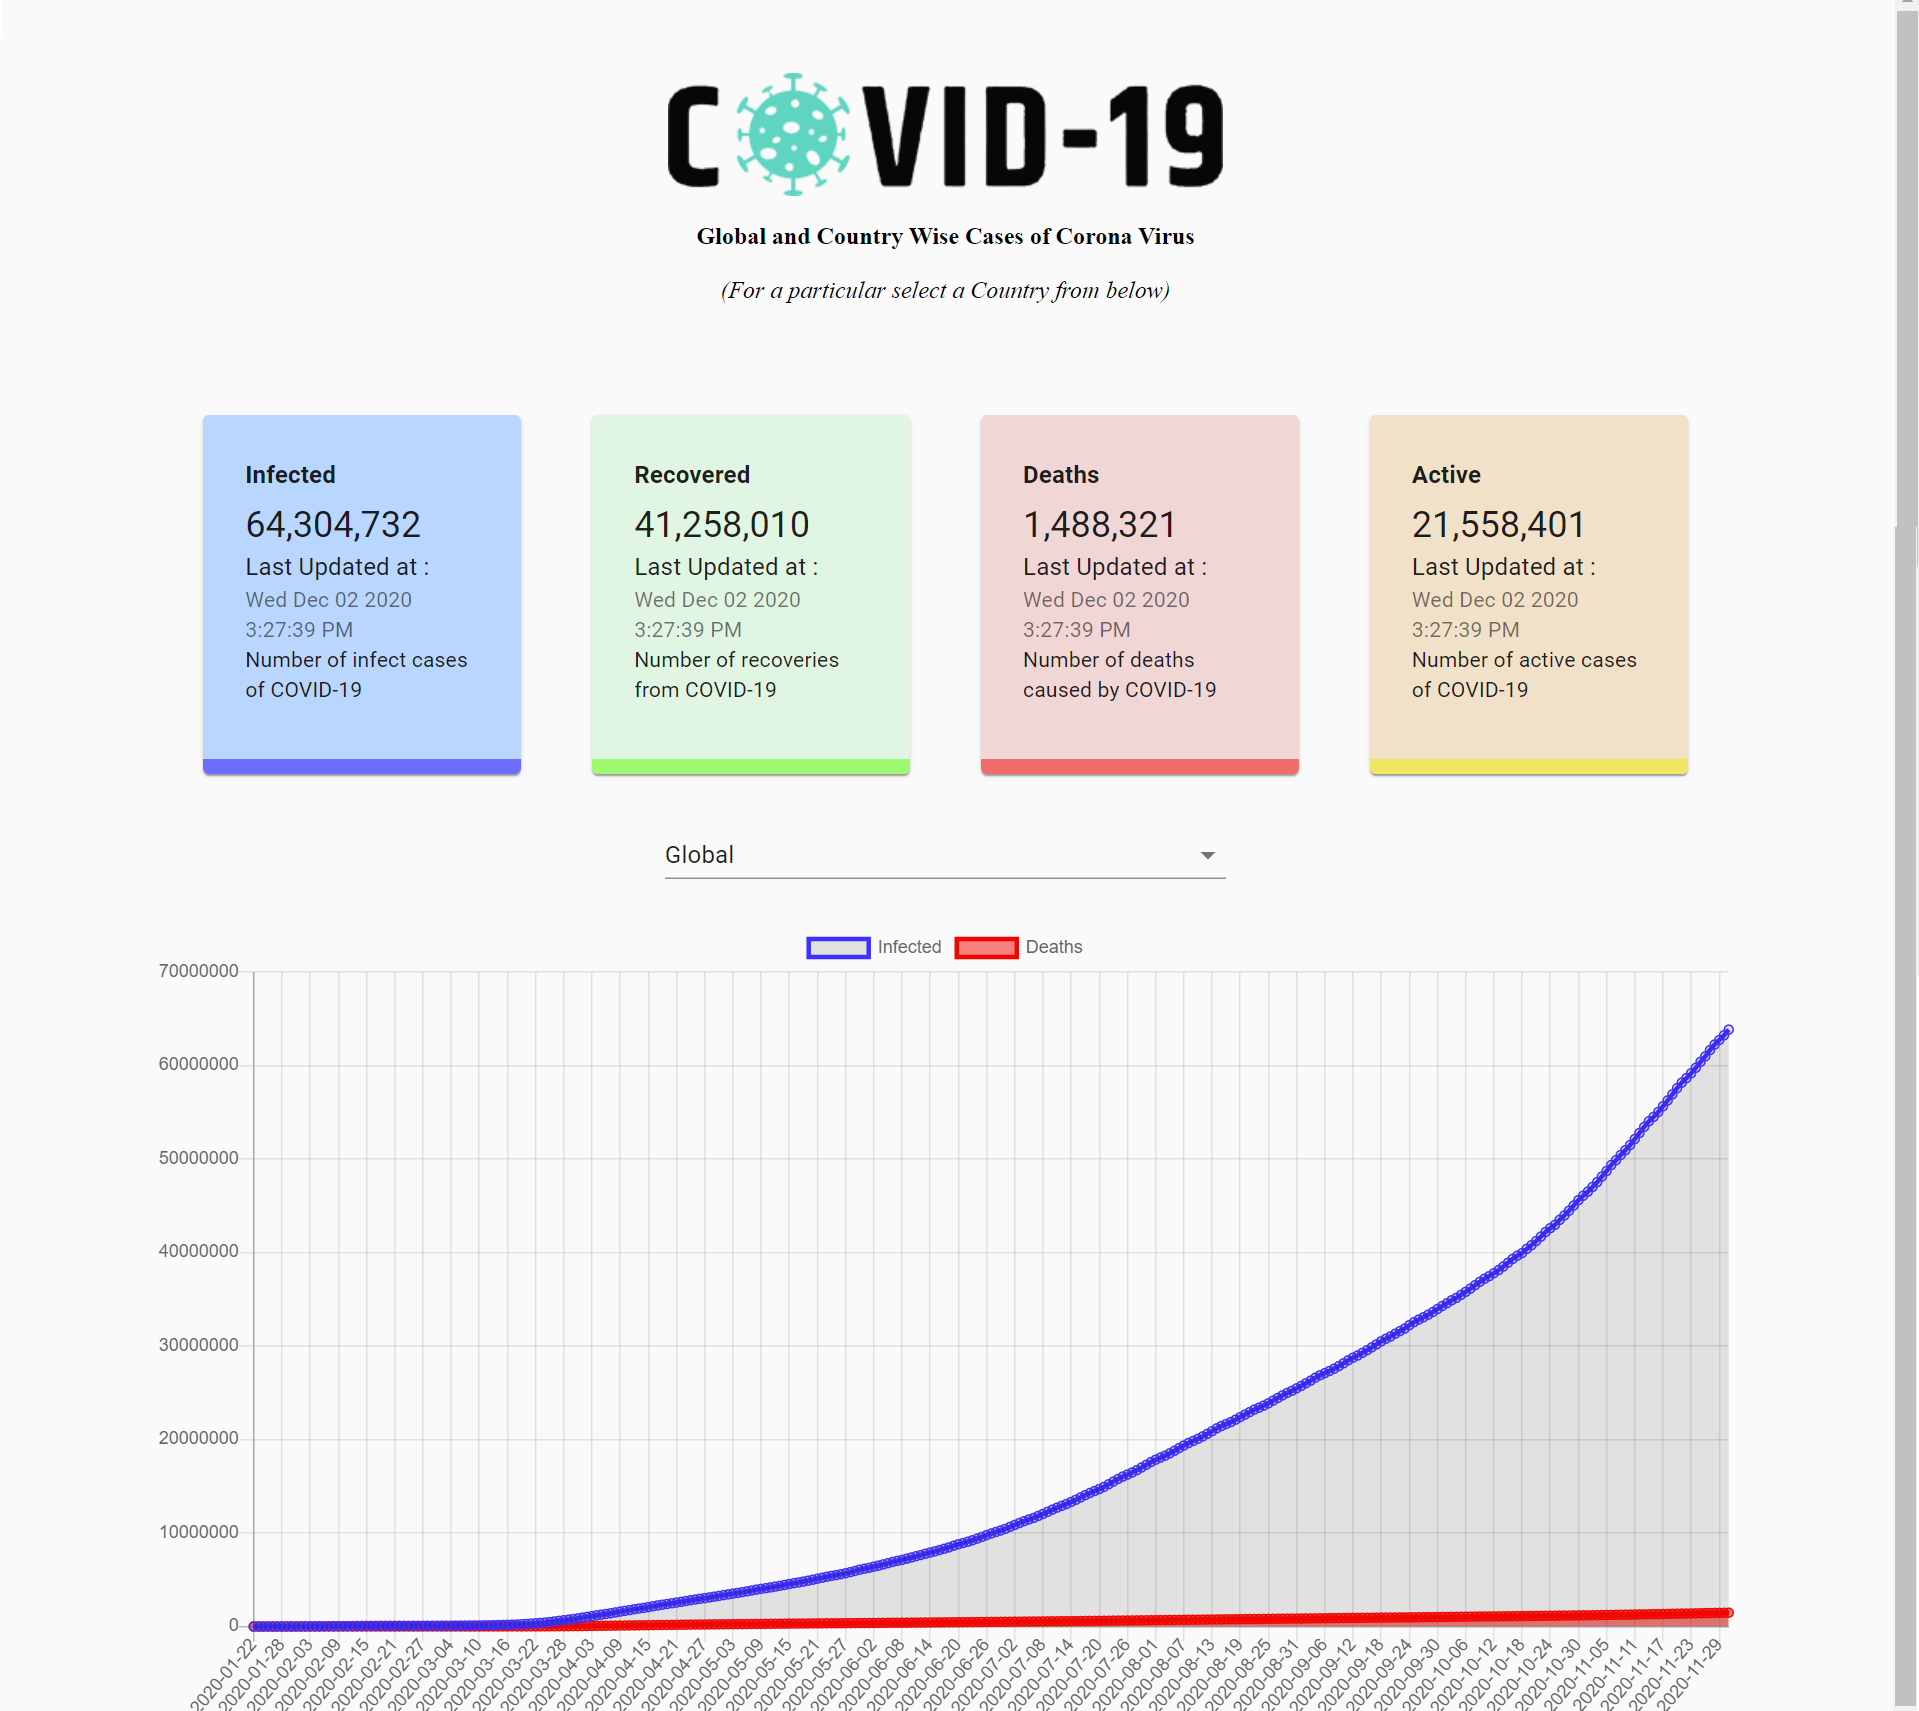 COVID-19
Global and Country Wise Cases of Corona Virus
(For a particular select a Country from below)
Infected
64,304,732
Last Updated at :
Wed Dec 02 2020
3:27:39 PM
Number of infect cases
of COVID-19
Recovered
41,258,010
Last Updated at :
Wed Dec 02 2020
3:27:39 PM
Number of recoveries
from COVID-19
Deaths
1,488,321
Last Updated at :
Wed Dec 02 2020
3:27:39 PM
Number of deaths
caused by COVID-19
Active
21,558,401
Last Updated at :
Wed Dec 02 2020
3:27:39 PM
Number of active cases
of COVID-19
Global
Infected
Deaths
70000000
60000000
50000000
40000000
30000000
20000000
10000000
0
2020-01-22
2020-01-28
2020-02-03
2020-02-09
2020-02-15
2020-02-21
2020-02-27
2020-03-04
2020-03-10
2020-03-16
2020-03-22
2020-03-28
2020-04-03
2020-04-09
2020-04-15
2020-04-21
2020-04-27
2020-05-03
2020-05-09
2020-05-15
2020-05-21
2020-05-27
2020-06-02
2020-06-08
2020-06-14
2020-06-20
2020-06-26
2020-07-02
2020-07-08
2020-07-14
2020-07-20
2020-07-26
2020-08-01
2020-08-07
2020-08-13
2020-08-19
2020-08-25
2020-08-31
2020-09-06
2020-09-12
2020-09-18
2020-09-24
2020-09-30
2020-10-06
2020-10-12
2020-10-18
2020-10-24
2020-10-30
2020-11-05
2020-11-11
2020-11-17
2020-11-23
2020-11-29